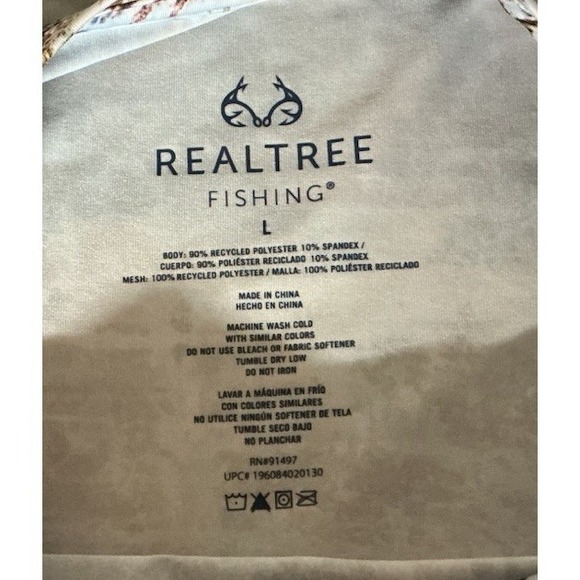 REALTREE
FISHING®
L
BODY: 90% RECYCLED POLYESTER 10% SPANDEX /
CUERPO: 90% POLIÉSTER RECICLADO 10% SPANDEX
MESH: 100% RECYCLED POLYESTER / MALLA: 100% POLIÉSTER RECICLADO
MADE IN CHINA
HECHO EN CHINA
MACHINE WASH COLD
WITH SIMILAR COLORS
DO NOT USE BLEACH OR FABRIC SOFTENER
TUMBLE DRY LOW
DO NOT IRON
LAVAR A MÁQUINA EN FRÍO
CON COLORES SIMILARES
NO UTILICE NINGÚN SOFTENER DE TELA
TUMBLE SECO BAJO
NO PLANCHAR
RN#91497
UPC# 196084020130